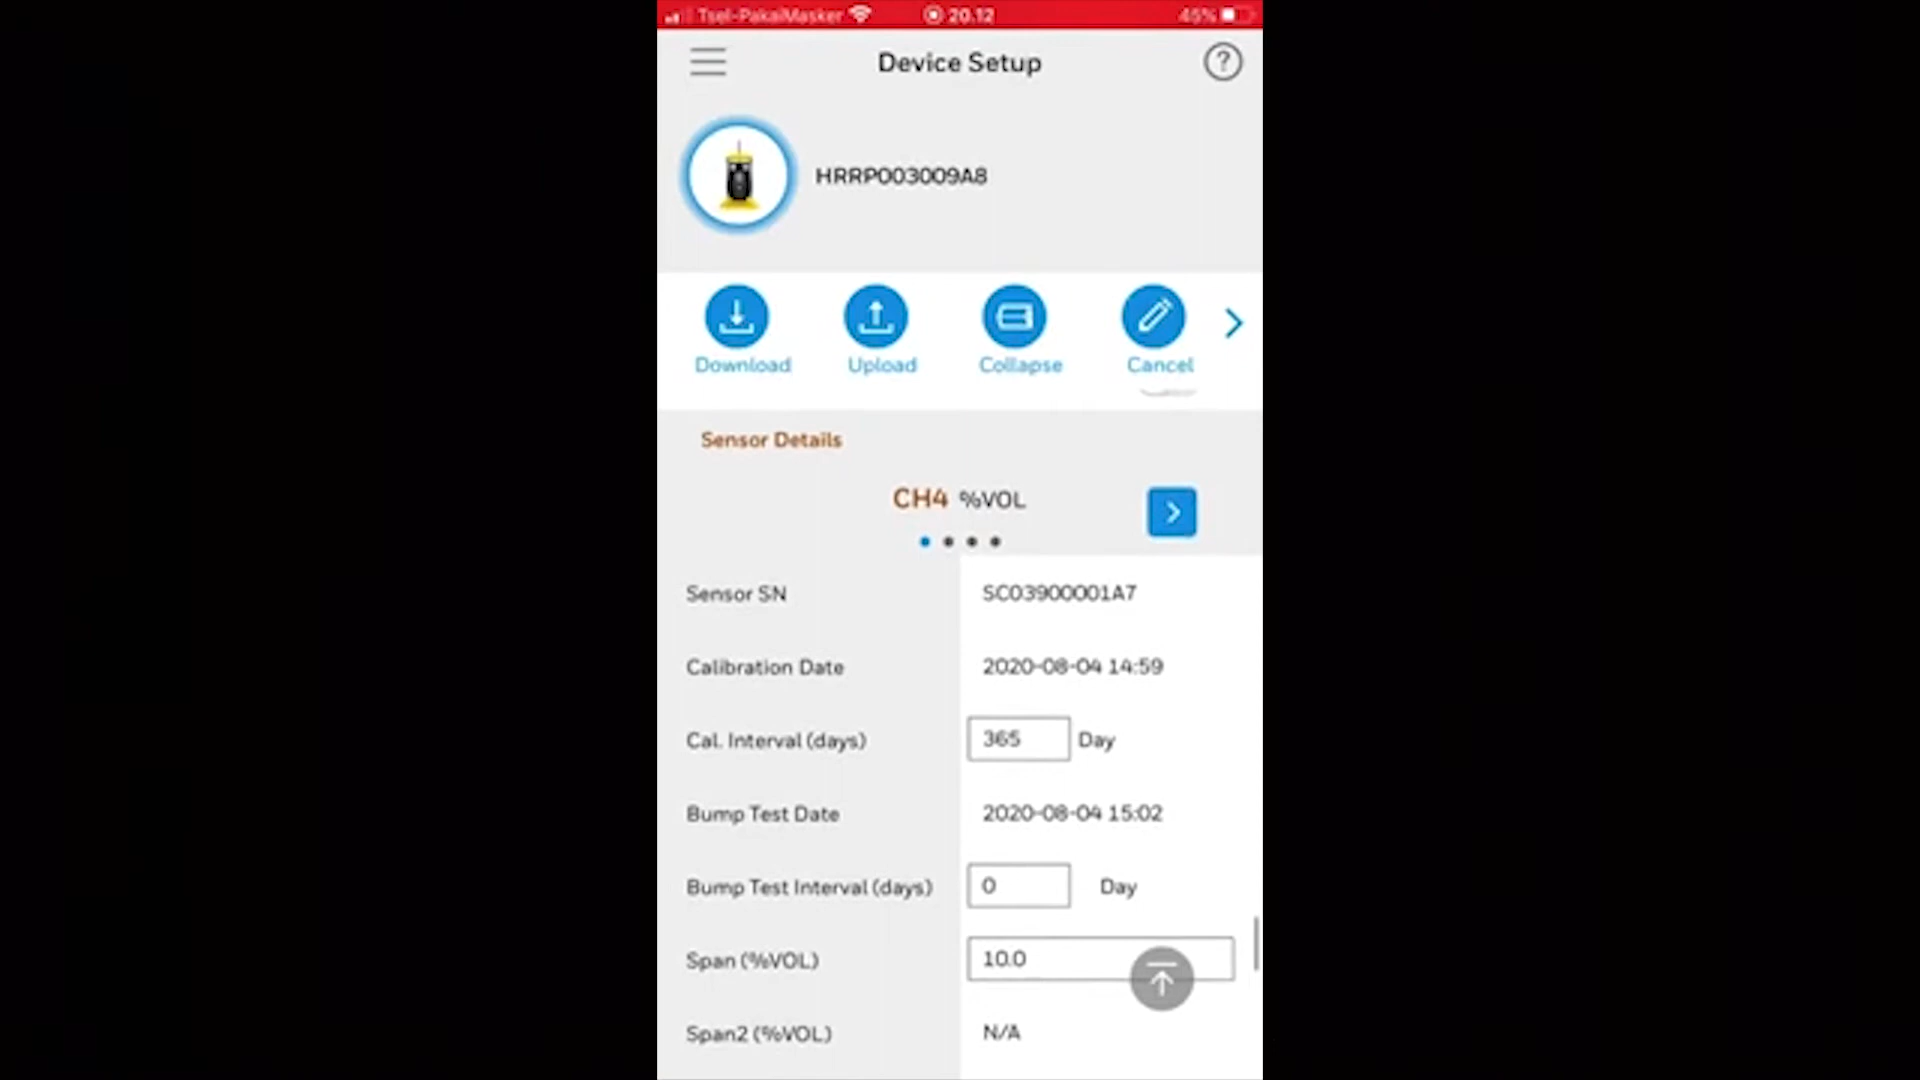 Tsel-PakaiMasker 20.12 45%
Device Setup ?
HRRP003009A8
Download Upload Collapse Cancel
Sensor Details
CH4 %VOL
Sensor SN SC03900001A7
Calibration Date 2020-08-04 14:59
Cal. Interval (days) 365 Day
Bump Test Date 2020-08-04 15:02
Bump Test Interval (days) 0 Day
Span (%VOL) 10.0
Span2 (%VOL) N/A